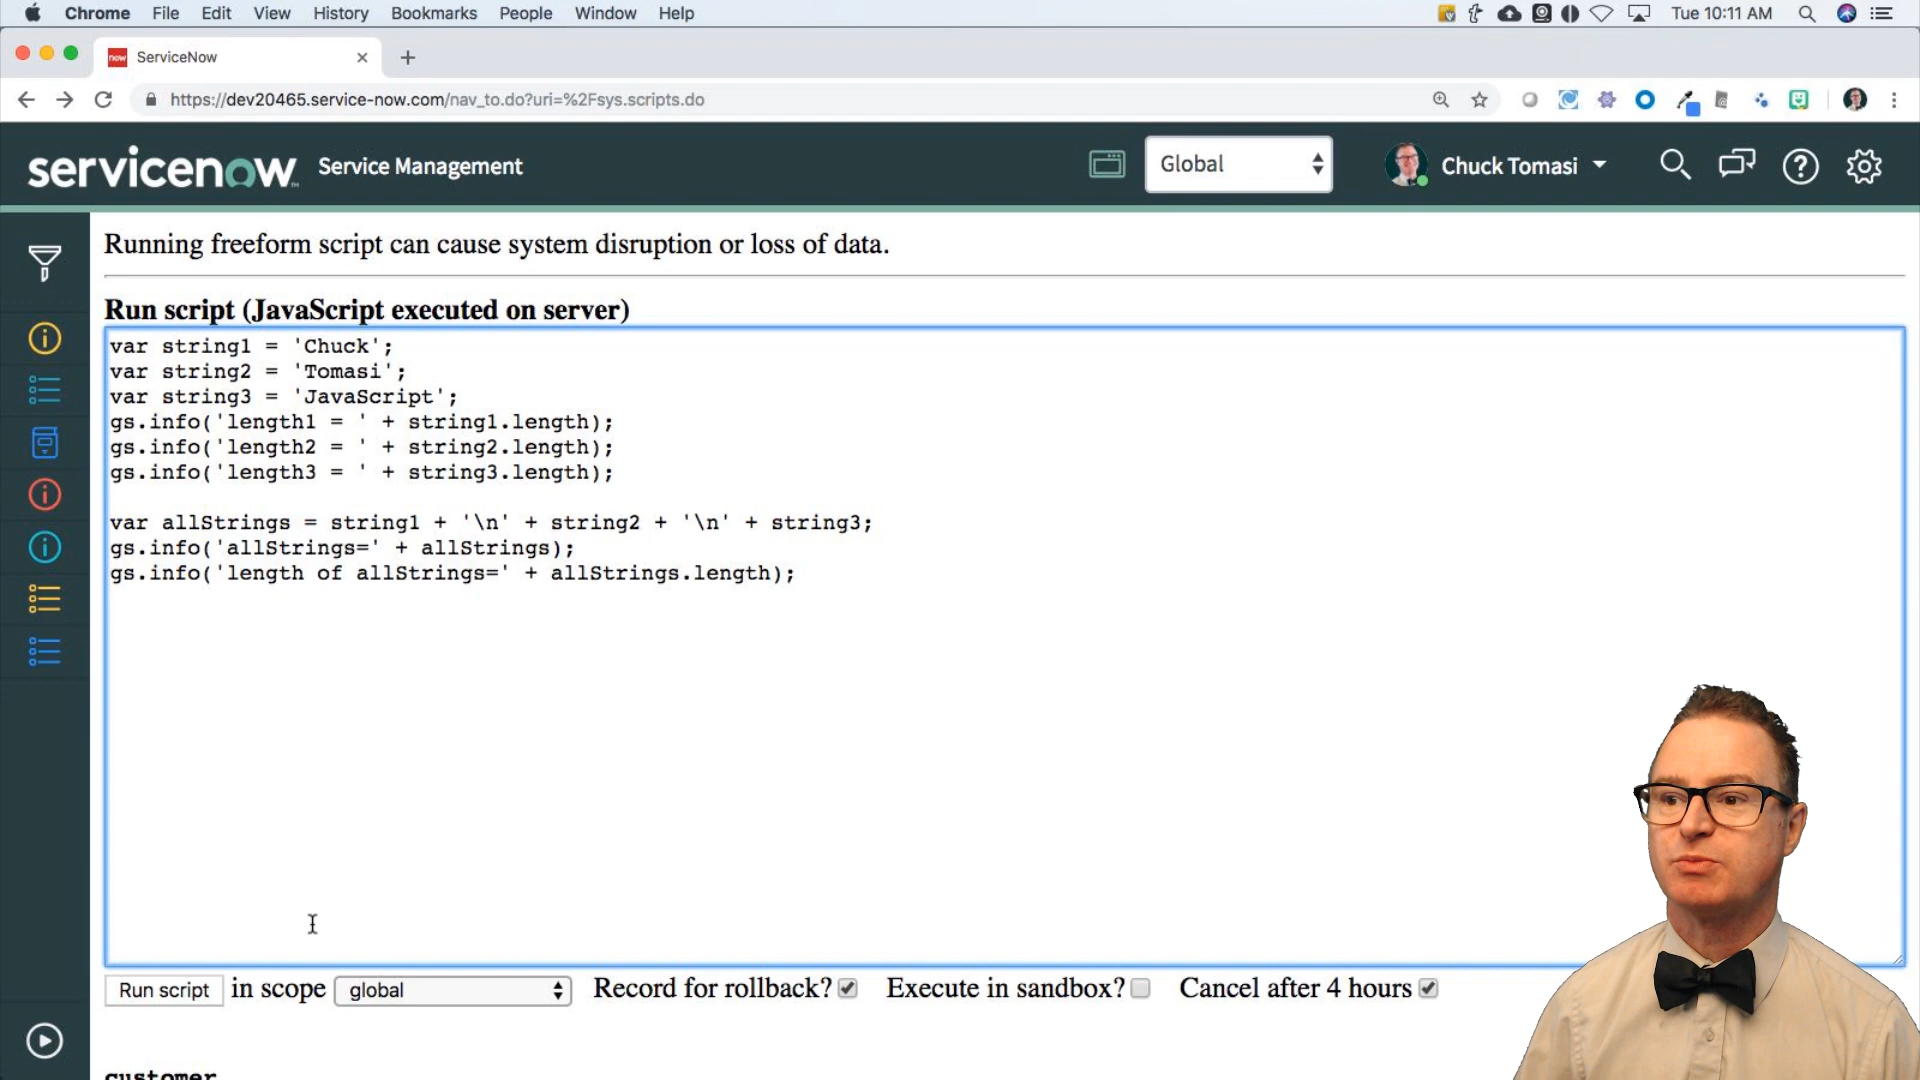 Chrome File Edit View History Bookmarks People Window Help Tue 10:11 AM
now ServiceNow
https://dev20465.service-now.com/nav_to.do?uri=%2Fsys.scripts.do
servicenow Service Management Global Chuck Tomasi
Running freeform script can cause system disruption or loss of data.
Run script (JavaScript executed on server)
var string1 = 'Chuck';
var string2 = 'Tomasi';
var string3 = 'JavaScript';
gs.info('length1 = ' + string1.length);
gs.info('length2 = ' + string2.length);
gs.info('length3 = ' + string3.length);
var allStrings = string1 + '\n' + string2 + '\n' + string3;
gs.info('allStrings=' + allStrings);
gs.info('length of allStrings=' + allStrings.length);
Run script in scope global Record for rollback? Execute in sandbox? Cancel after 4 hours
customer